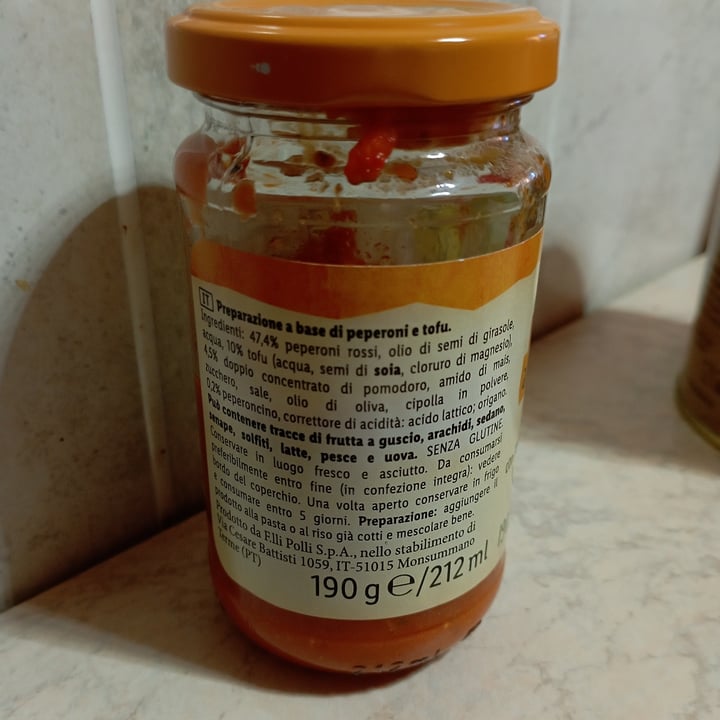 IT Preparazione a base di peperoni e tofu.
Ingredienti: 47,4% peperoni rossi, olio di semi di girasole,
acqua, 10% tofu (acqua, semi di soia, cloruro di magnesio),
4,5% doppio concentrato di pomodoro, amido di mais,
zucchero, sale, olio di oliva, cipolla in polvere,
0,2% peperoncino, correttore di acidità: acido lattico; origano.
Può contenere tracce di frutta a guscio, arachidi, sedano,
senape, solfiti, latte, pesce e uova. SENZA GLUTINE.
Conservare in luogo fresco e asciutto. Da consumarsi
preferibilmente entro fine (in confezione integra): vedere
bordo del coperchio. Una volta aperto conservare in frigo
e consumare entro 5 giorni. Preparazione: aggiungere il
prodotto alla pasta o al riso già cotti e mescolare bene.
Prodotto da F.lli Polli S.p.A., nello stabilimento di
Via Cesare Battisti 1059, IT-51015 Monsummano
Terme (PT)
190 g e/212 ml
212 ml